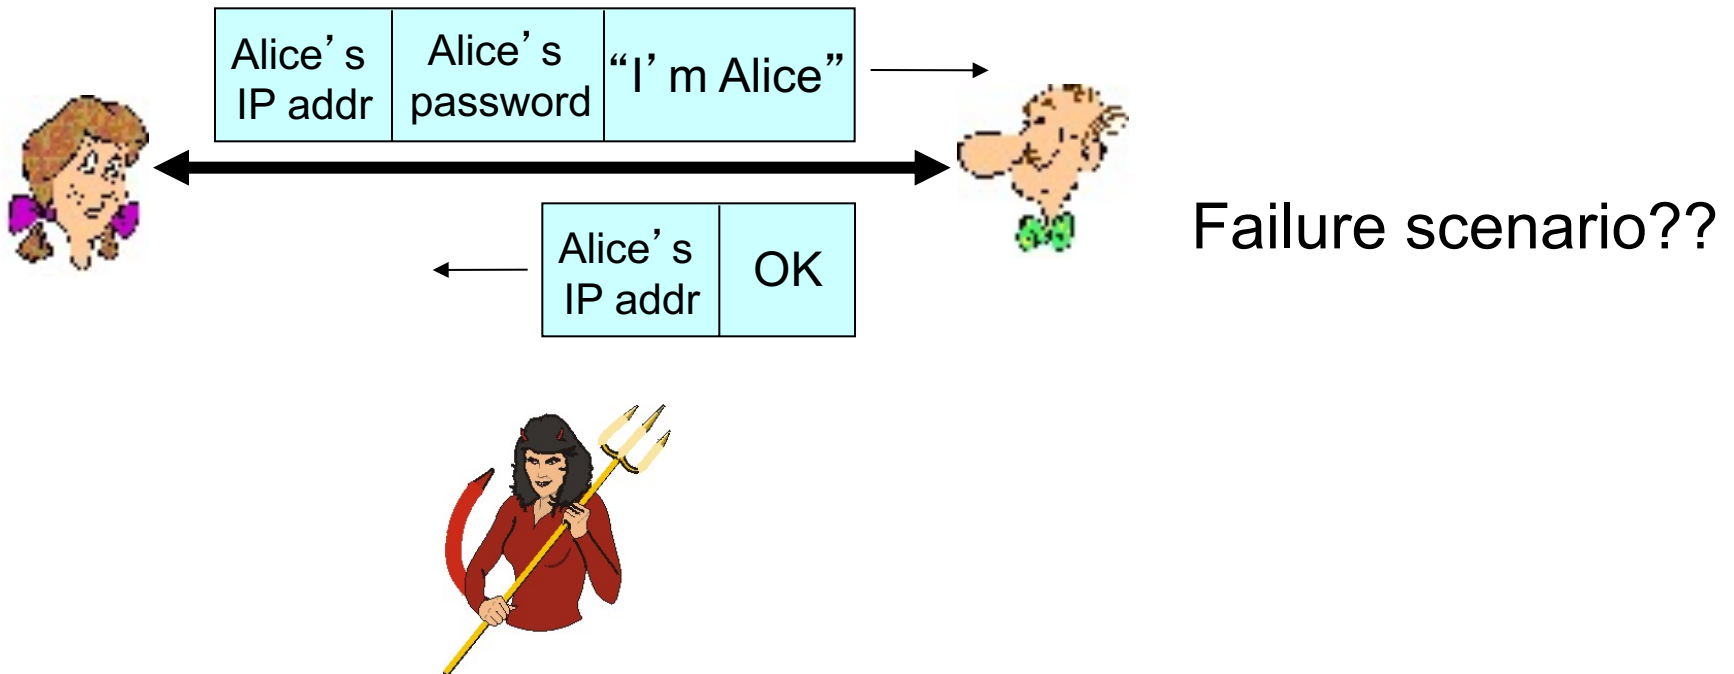 Alice’s
IP addr
Alice’s
password
“I’m Alice”
Alice’s
IP addr
OK
Failure scenario??